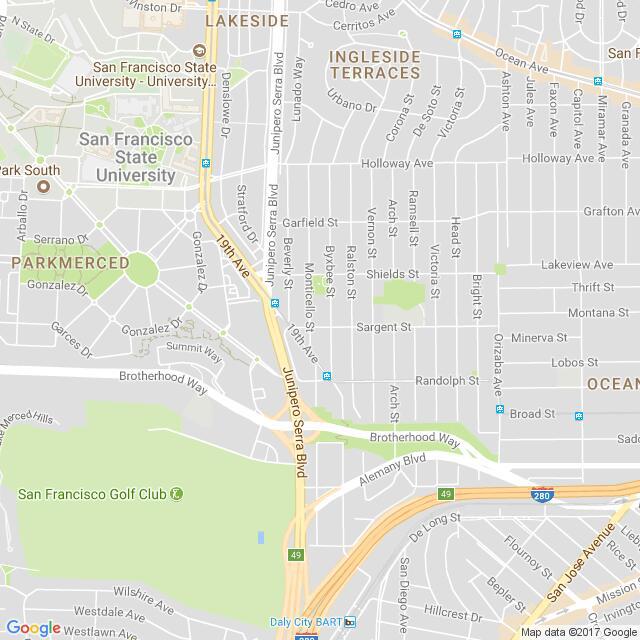 Winston Dr
LAKESIDE
Cedro Ave
Cerritos Ave
N State Dr
San Francisco State
University - University...
Denslowe Dr
Junipero Serra Blvd
Lunado Way
INGLESIDE
TERRACES
Urbano Dr
Corona St
De Soto St
Victoria St
Ocean Ave
San F
Ashton Ave
Jules Ave
Faxon Ave
Capitol Ave
Miramar Ave
Granada Ave
San Francisco
State
University
Holloway Ave
Holloway Ave
Park South
Arballo Dr
Serrano Dr
PARKMERCED
Gonzalez Dr
Gonzalez Dr
Stratford Dr
19th Ave
Junipero Serra Blvd
Garfield St
Beverly St
Monticello St
Byxbee St
Ralston St
Vernon St
Arch St
Ramsell St
Victoria St
Head St
Bright St
Grafton Ave
Shields St
Lakeview Ave
Thrift St
Montana St
Garces Dr
Gonzalez Dr
Summit Way
19th Ave
Sargent St
Minerva St
Orizaba Ave
Lobos St
Brotherhood Way
Junipero Serra Blvd
Randolph St
OCEAN
Arch St
Broad St
Lake Merced Hills
Brotherhood Way
Alemany Blvd
San Francisco Golf Club
49
280
De Long St
San Jose Avenue
Flournoy St
Rice St
49
San Diego Ave
Bepler St
Mission
Irving
Wilshire Ave
Westdale Ave
Westlawn Ave
Hillcrest Dr
Daly City BART
280
Google
Map data ©2017 Google